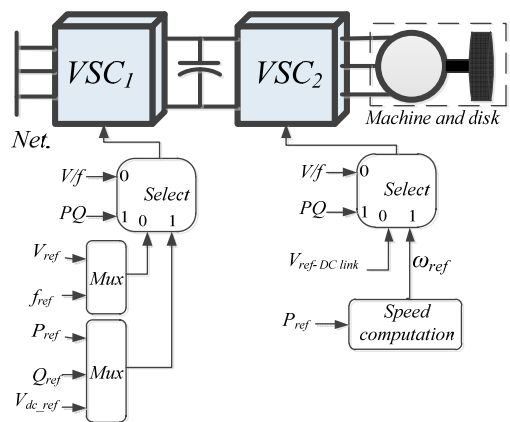 VSC1
VSC2
Net.
Machine and disk
V/f
0
Select
PQ
1
0
1
Vref
Mux
fref
Pref
Qref
Mux
Vdc_ref
V/f
0
Select
PQ
1
0
1
Vref- DC link
ωref
Pref
Speed
computation